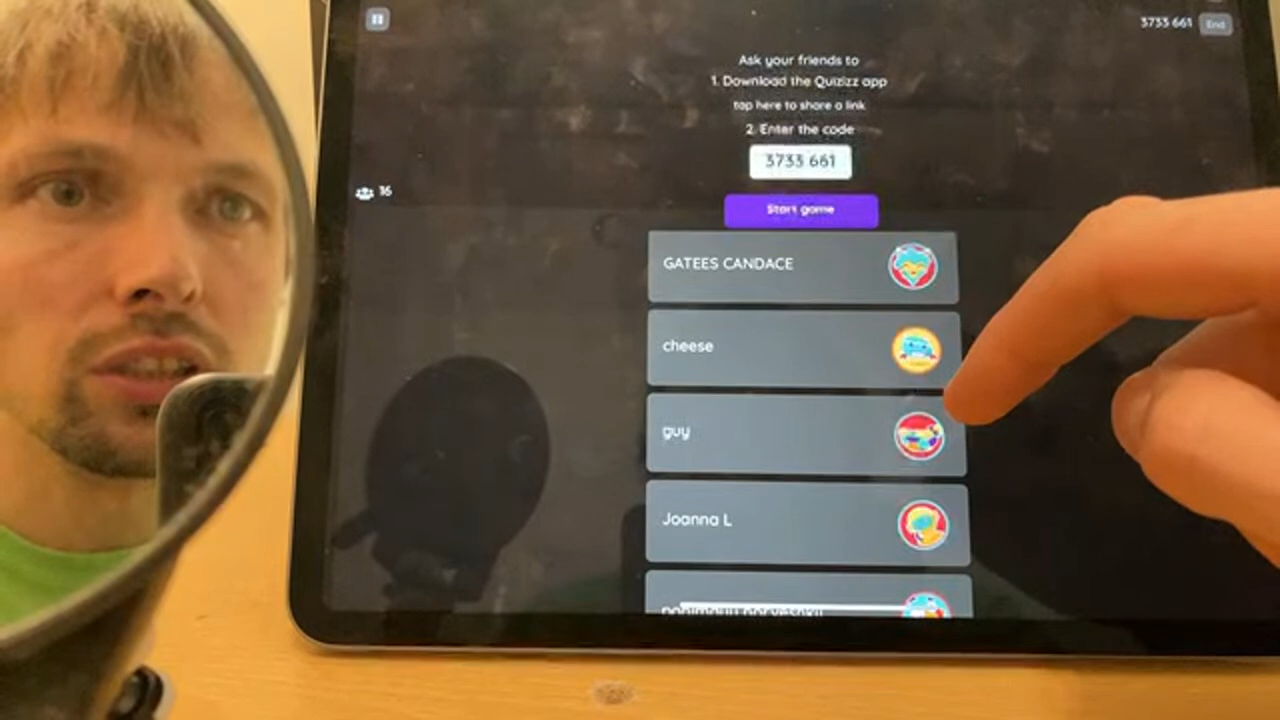 3733 661 End
Ask your friends to
1. Download the Quizizz app
tap here to share a link
2. Enter the code
3733 661
16
Start game
GATEES CANDACE
cheese
guy
Joanna L